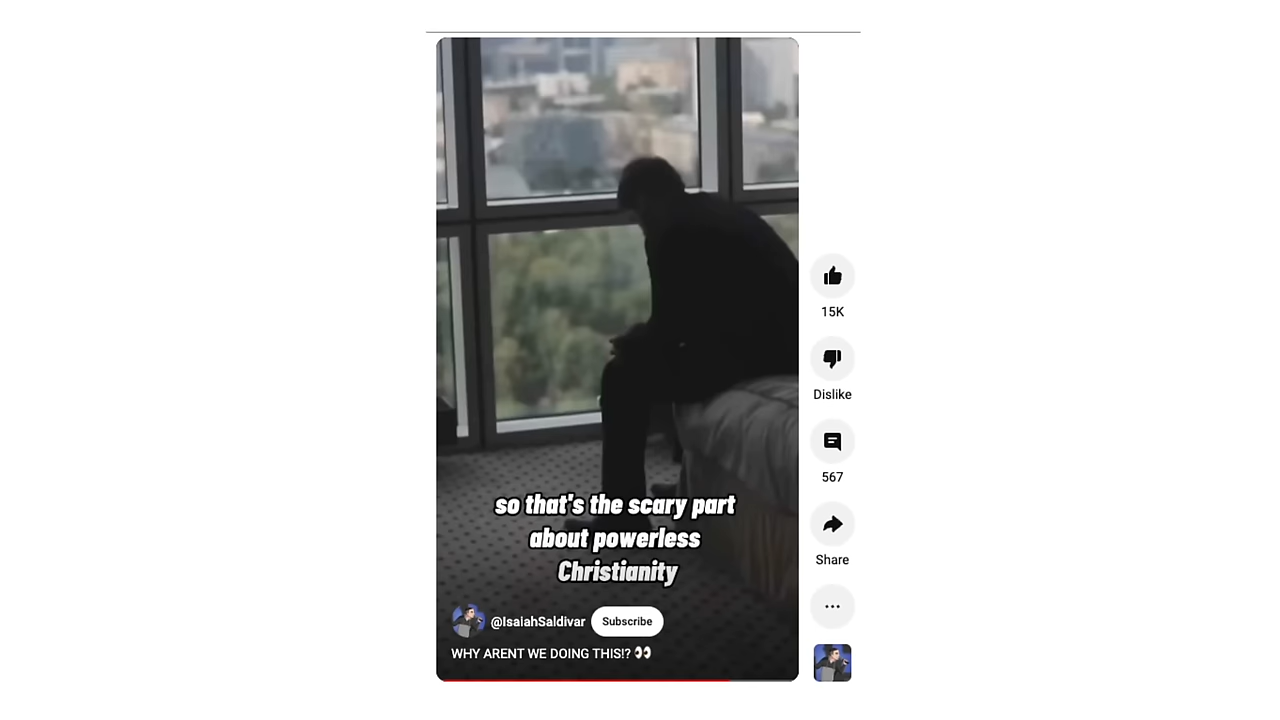 so that's the scary part
about powerless
Christianity
@IsaiahSaldivar Subscribe
WHY ARENT WE DOING THIS!? 👀
15K
Dislike
567
Share